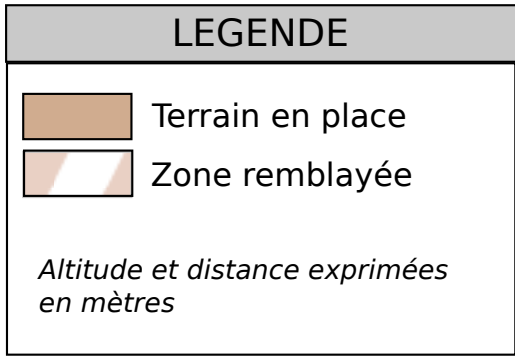 LEGENDE
Terrain en place
Zone remblayée
Altitude et distance exprimées
en mètres